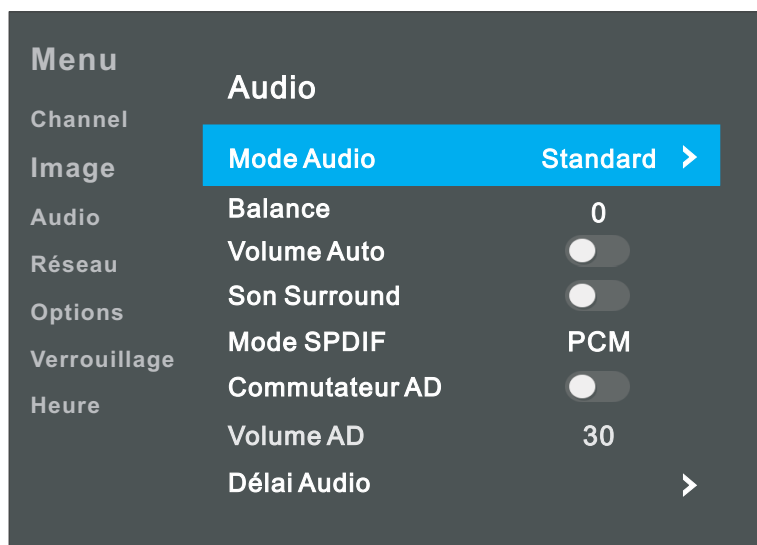 Menu
Channel
Image
Audio
Réseau
Options
Verrouillage
Heure
Audio
Mode Audio Standard
Balance 0
Volume Auto
Son Surround
Mode SPDIF PCM
Commutateur AD
Volume AD 30
Délai Audio